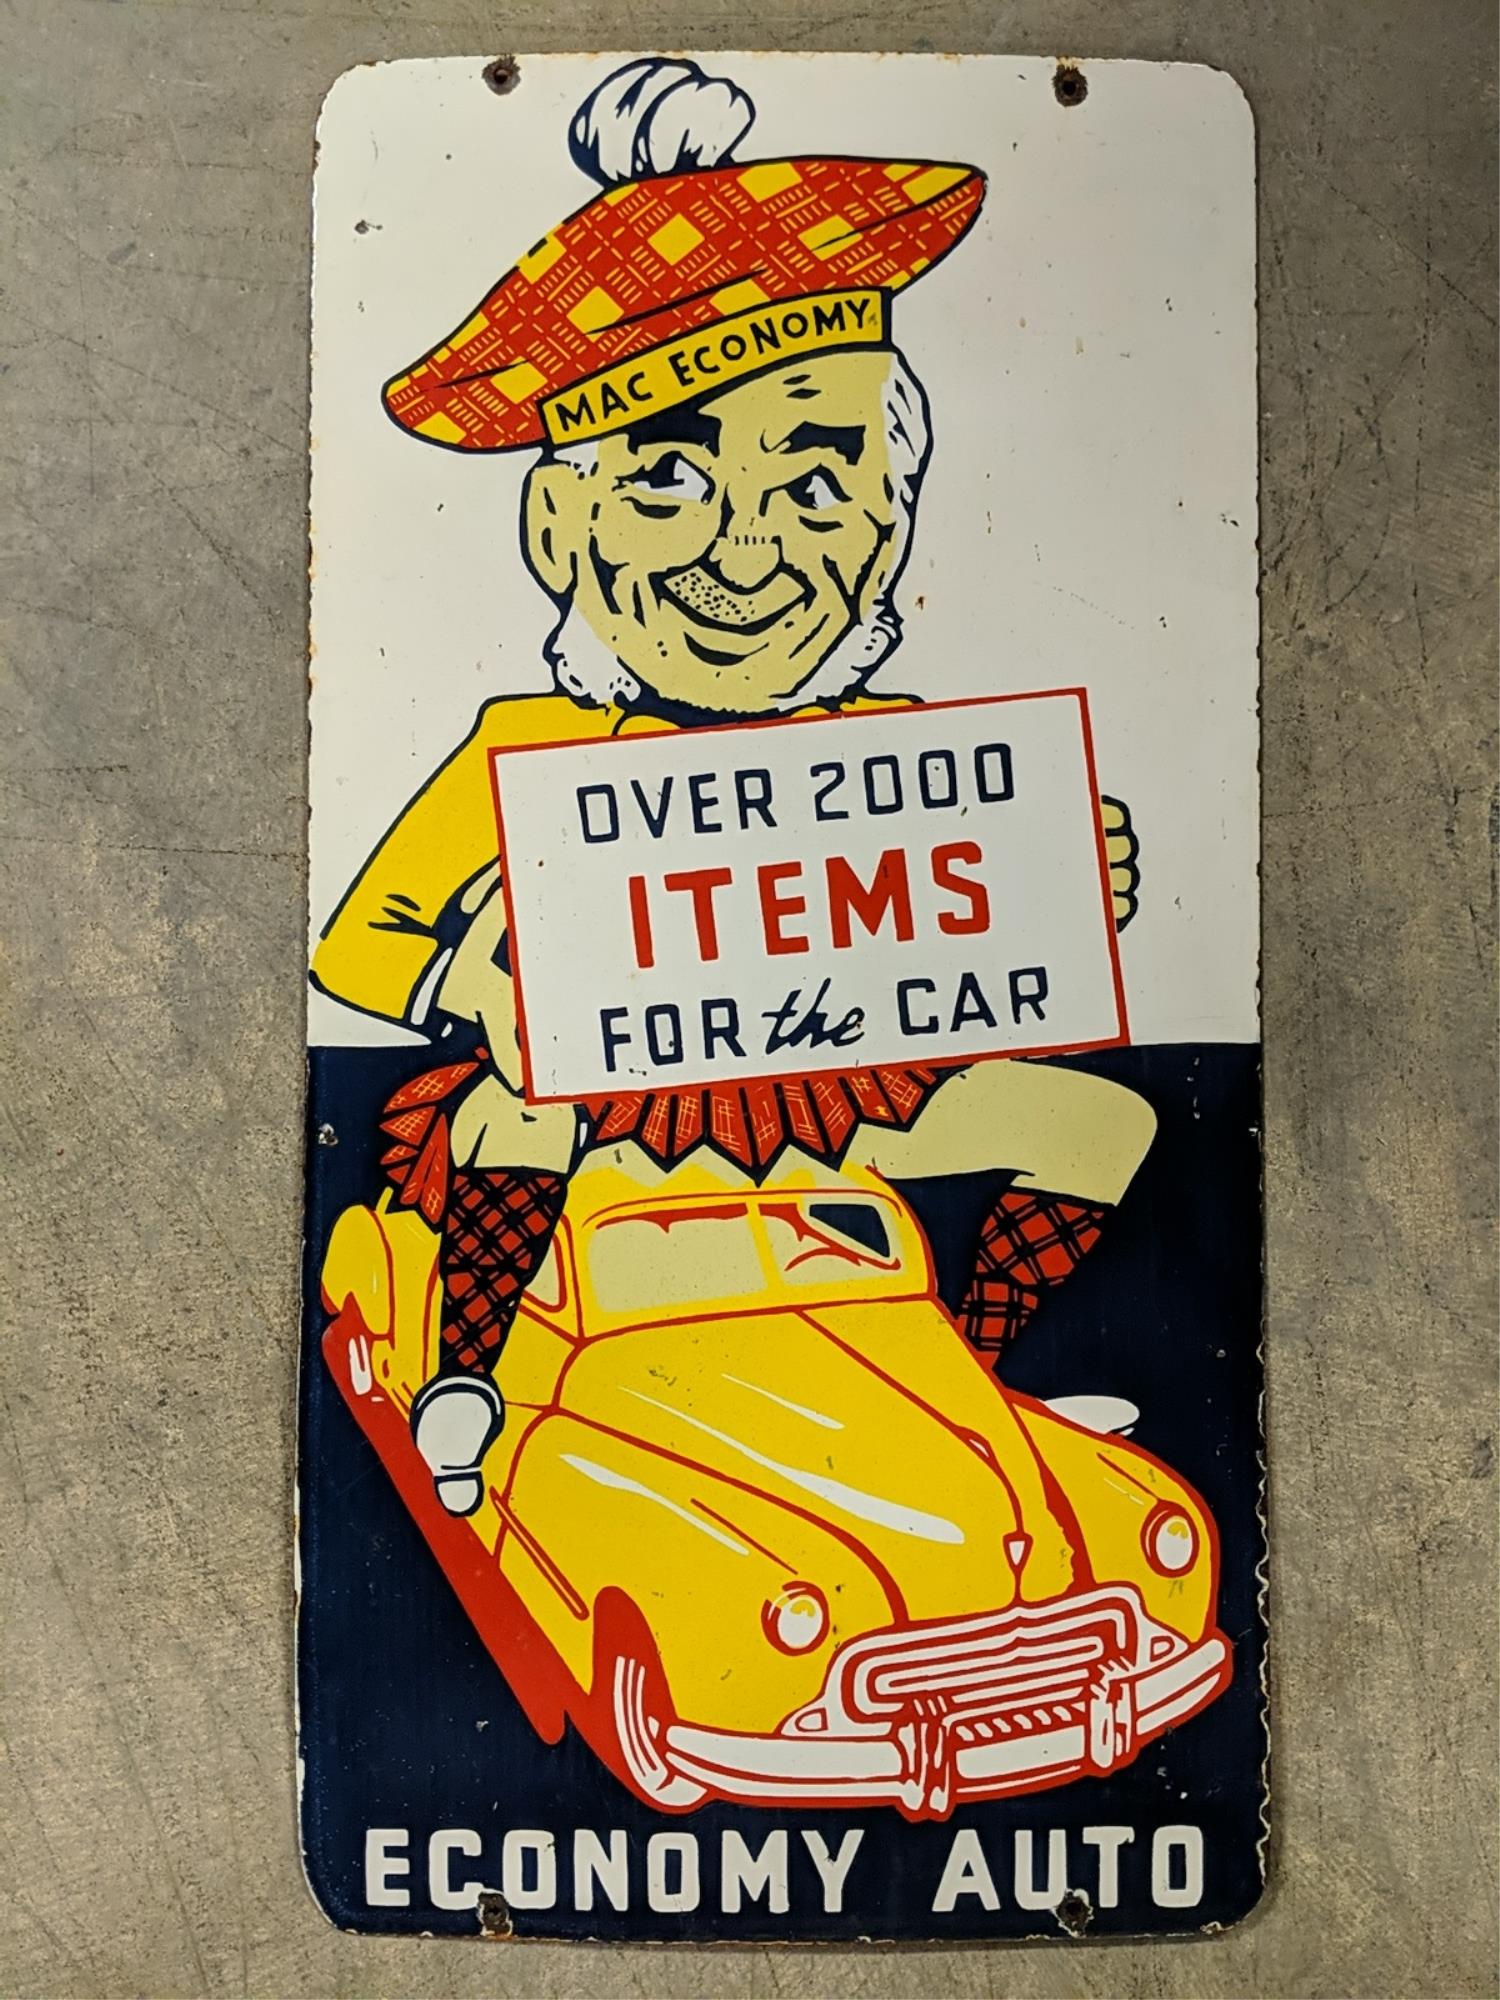 MAC ECONOMY
OVER 2000
ITEMS
FOR the CAR
ECONOMY AUTO